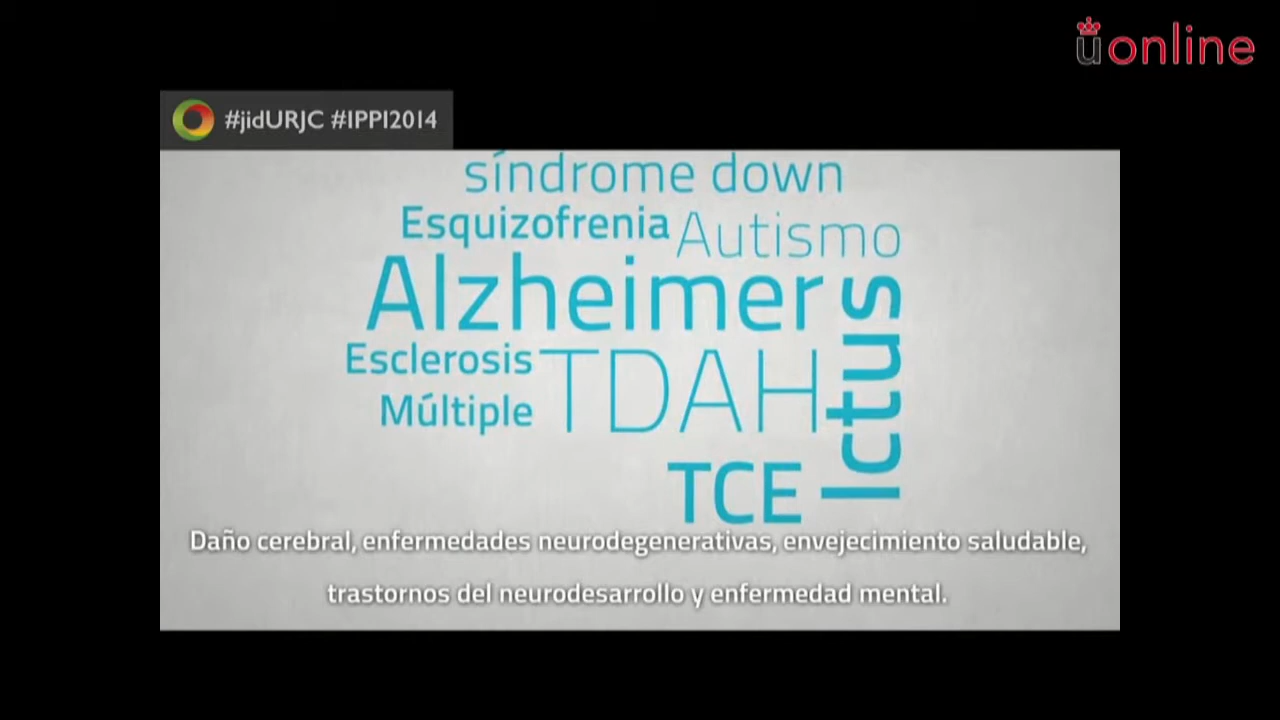 uonline
#jidURJC #IPPI2014
síndrome down
Esquizofrenia
Autismo
Alzheimer
Ictus
Esclerosis
Múltiple
TDAH
TCE
Daño cerebral, enfermedades neurodegenerativas, envejecimiento saludable,
trastornos del neurodesarrollo y enfermedad mental.